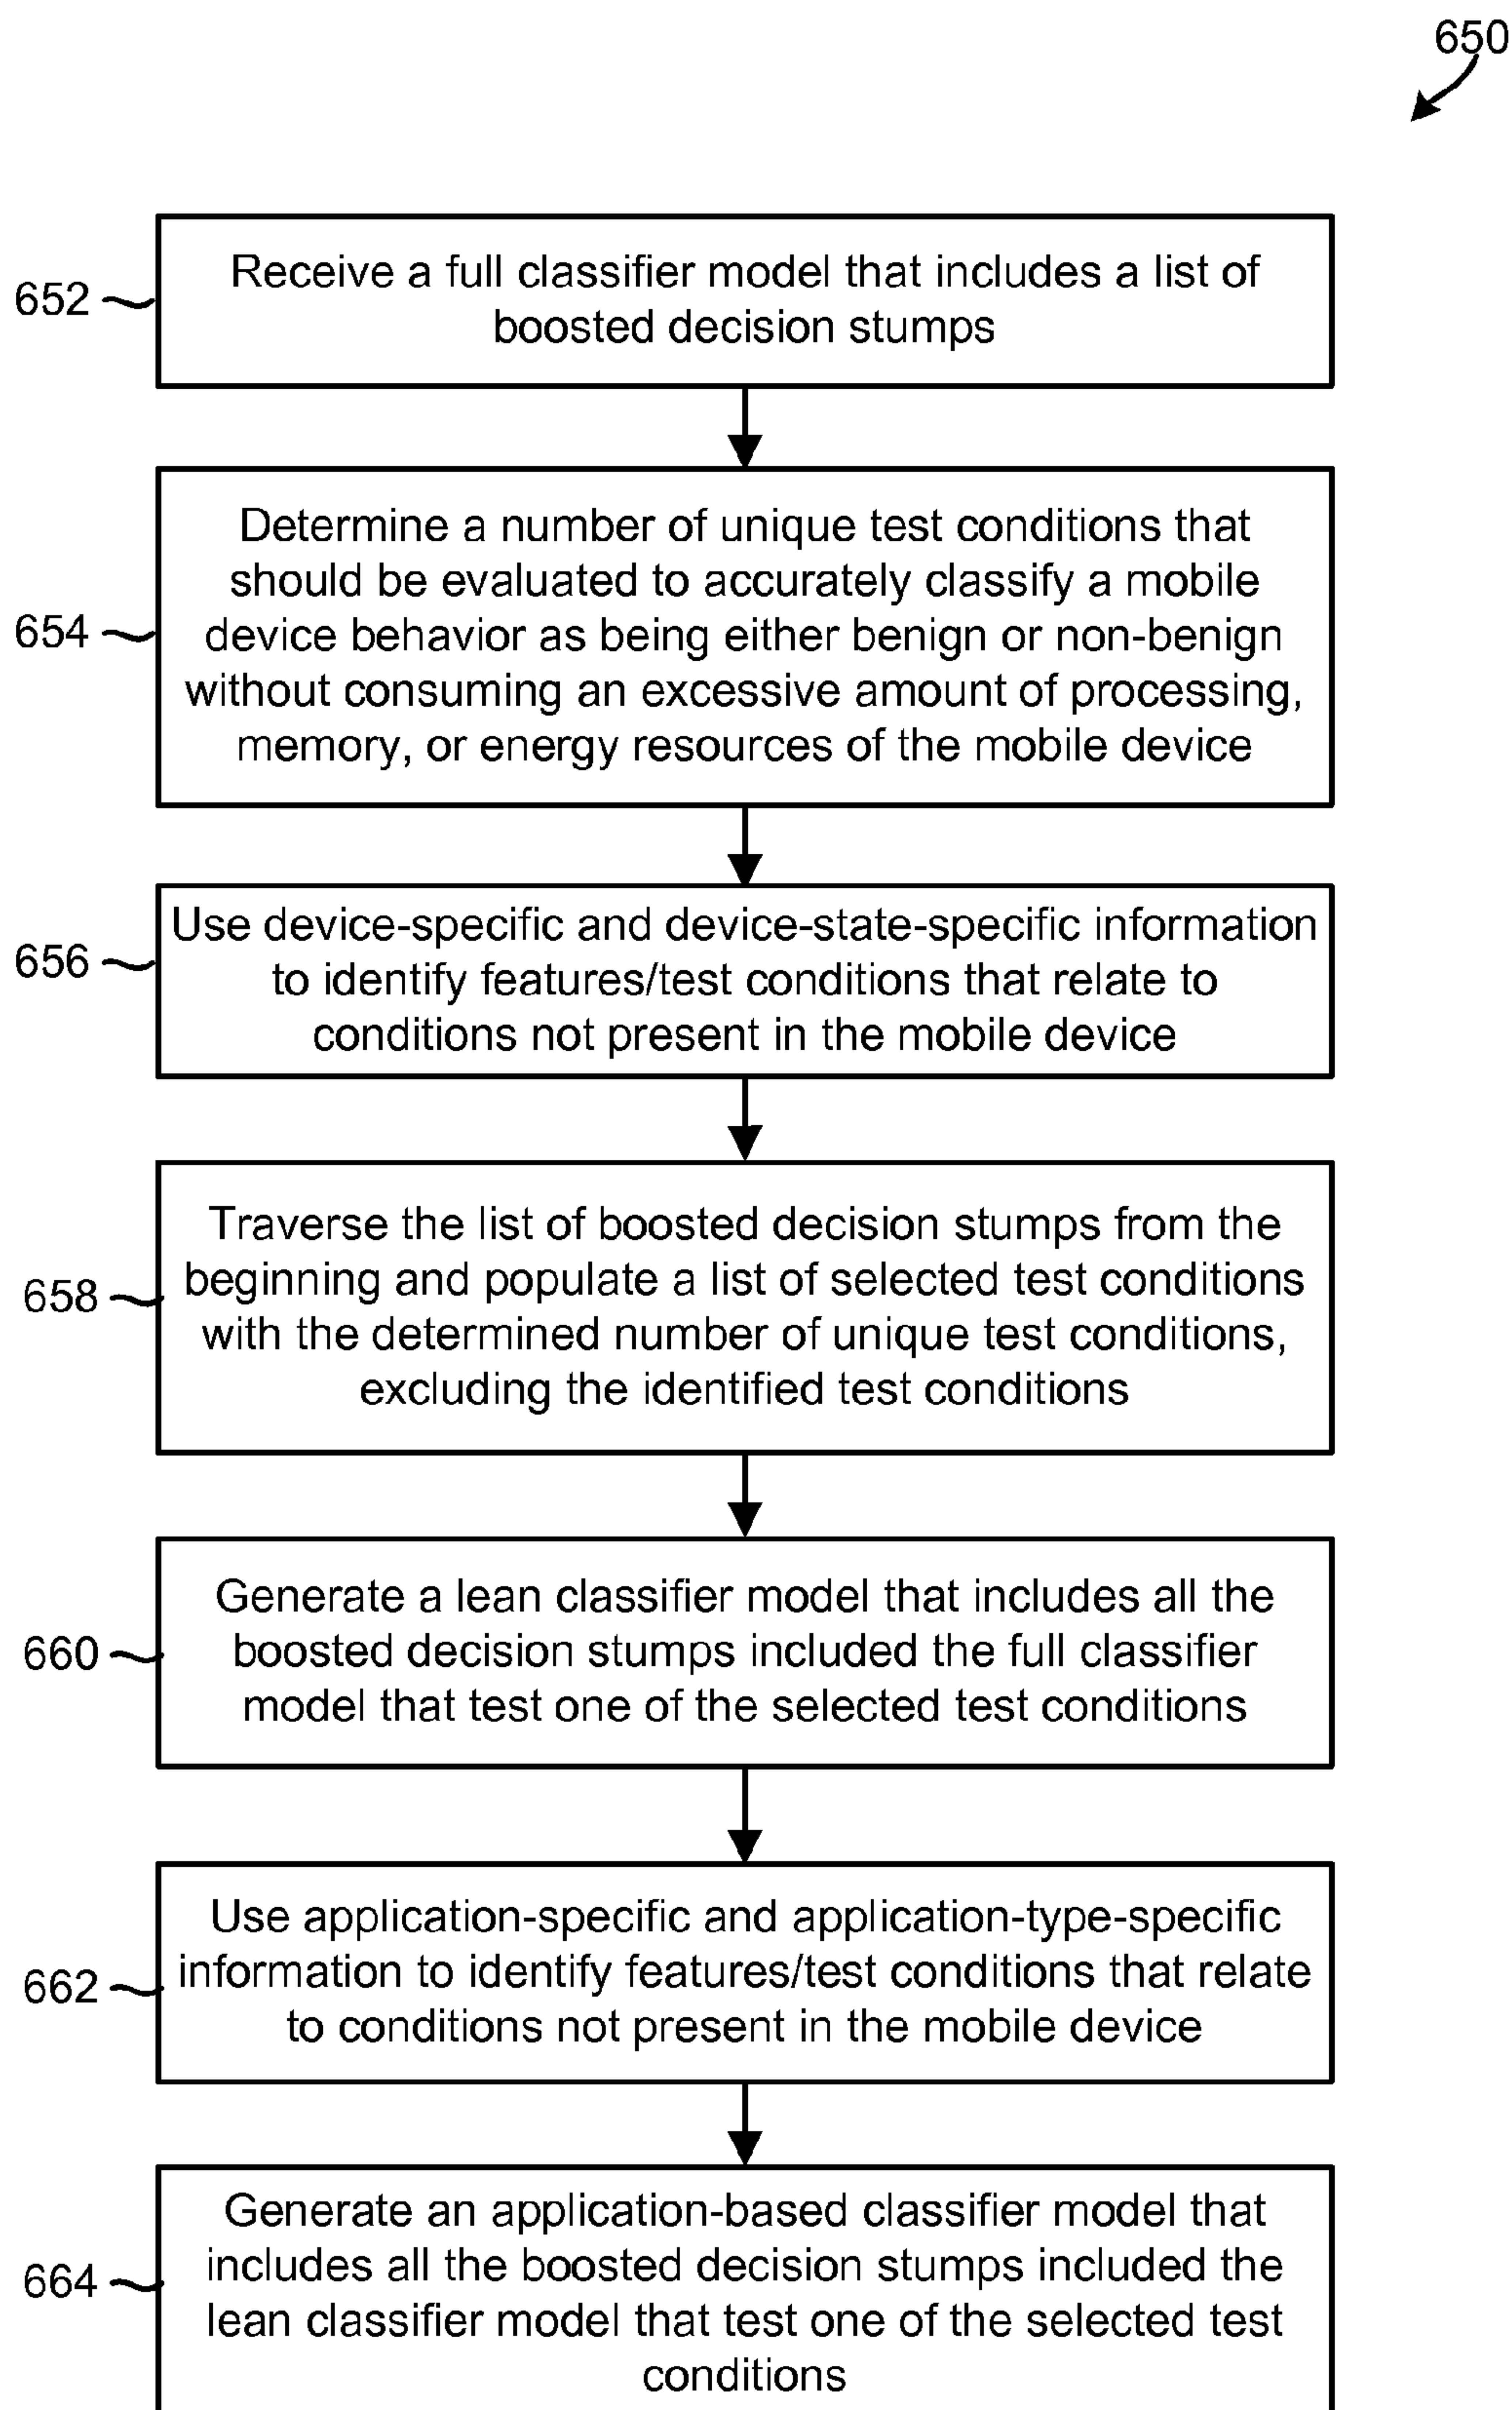 650
652
Receive a full classifier model that includes a list of
boosted decision stumps
654
Determine a number of unique test conditions that
should be evaluated to accurately classify a mobile
device behavior as being either benign or non-benign
without consuming an excessive amount of processing,
memory, or energy resources of the mobile device
656
Use device-specific and device-state-specific information
to identify features/test conditions that relate to
conditions not present in the mobile device
658
Traverse the list of boosted decision stumps from the
beginning and populate a list of selected test conditions
with the determined number of unique test conditions,
excluding the identified test conditions
660
Generate a lean classifier model that includes all the
boosted decision stumps included the full classifier
model that test one of the selected test conditions
662
Use application-specific and application-type-specific
information to identify features/test conditions that relate
to conditions not present in the mobile device
664
Generate an application-based classifier model that
includes all the boosted decision stumps included the
lean classifier model that test one of the selected test
conditions